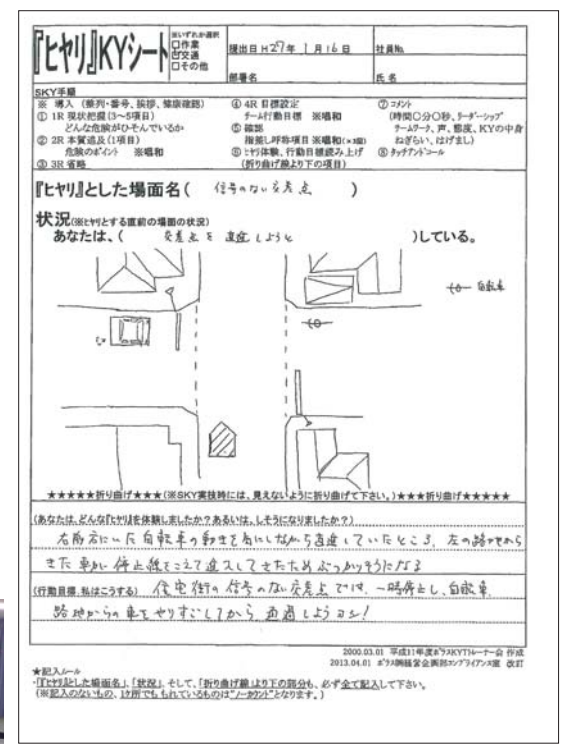 『ヒヤリ』KYシート
※いずれか選択
□作業
☑交通
□その他
提出日 H27年 1月16日
社員No.
部署名
氏名
SKY手順
※ 導入 (整列・番号、挨拶、健康確認)
① 1R 現状把握(3～5項目)
どんな危険がひそんでいるか
② 2R 本質追及(1項目)
危険のポイント ※唱和
③ 3R 省略
④ 4R 目標設定
チーム行動目標 ※唱和
⑤ 確認
指差し呼称項目 ※唱和(×3回)
⑥ ヒヤリ体験、行動目標読み上げ
(折り曲げ線より下の項目)
⑦ コメント
(時間〇分〇秒、リーダーシップ
チームワーク、声、態度、KYの中身
ねぎらい、はげまし)
⑧ タッチアンドコール
『ヒヤリ』とした場面名( 信号のない交差点 )
状況(※ヒヤリとする直前の場面の状況)
あなたは、( 交差点を直進しようと )している。
自転車
★★★★★折り曲げ★★★(※SKY実技時には、見えないように折り曲げて下さい。)★★★折り曲げ★★★★★
(あなたは、どんな『ヒヤリ』を体験しましたか?あるいは、しそうになりましたか?)
右前方にいた自転車の動きを気にしながら直進していたところ、左の路地から
きた車が停止線をこえて進入してきたためぶつかりそうになる
(行動目標、私はこうする) 住宅街の信号のない交差点では、一時停止し、自転車、
路地からの車をやりすごしてから通過しよう ヨシ!
2000.03.01 平成11年度ポラスKYTトレーナー会 作成
2013.04.01 ポラス㈱経営企画部コンプライアンス課 改訂
★記入ルール
・『ヒヤリ』とした場面名」、「状況」、そして、「折り曲げ線」より下の部分も、必ず全て記入して下さい。
(※記入のないもの、1ケ所でももれているものは"ノーカウント"となります。)